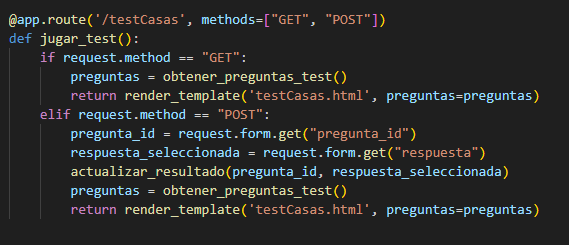 @app.route('/testCasas', methods=["GET", "POST"])
def jugar_test():
    if request.method == "GET":
        preguntas = obtener_preguntas_test()
        return render_template('testCasas.html', preguntas=preguntas)
    elif request.method == "POST":
        pregunta_id = request.form.get("pregunta_id")
        respuesta_seleccionada = request.form.get("respuesta")
        actualizar_resultado(pregunta_id, respuesta_seleccionada)
        preguntas = obtener_preguntas_test()
        return render_template('testCasas.html', preguntas=preguntas)